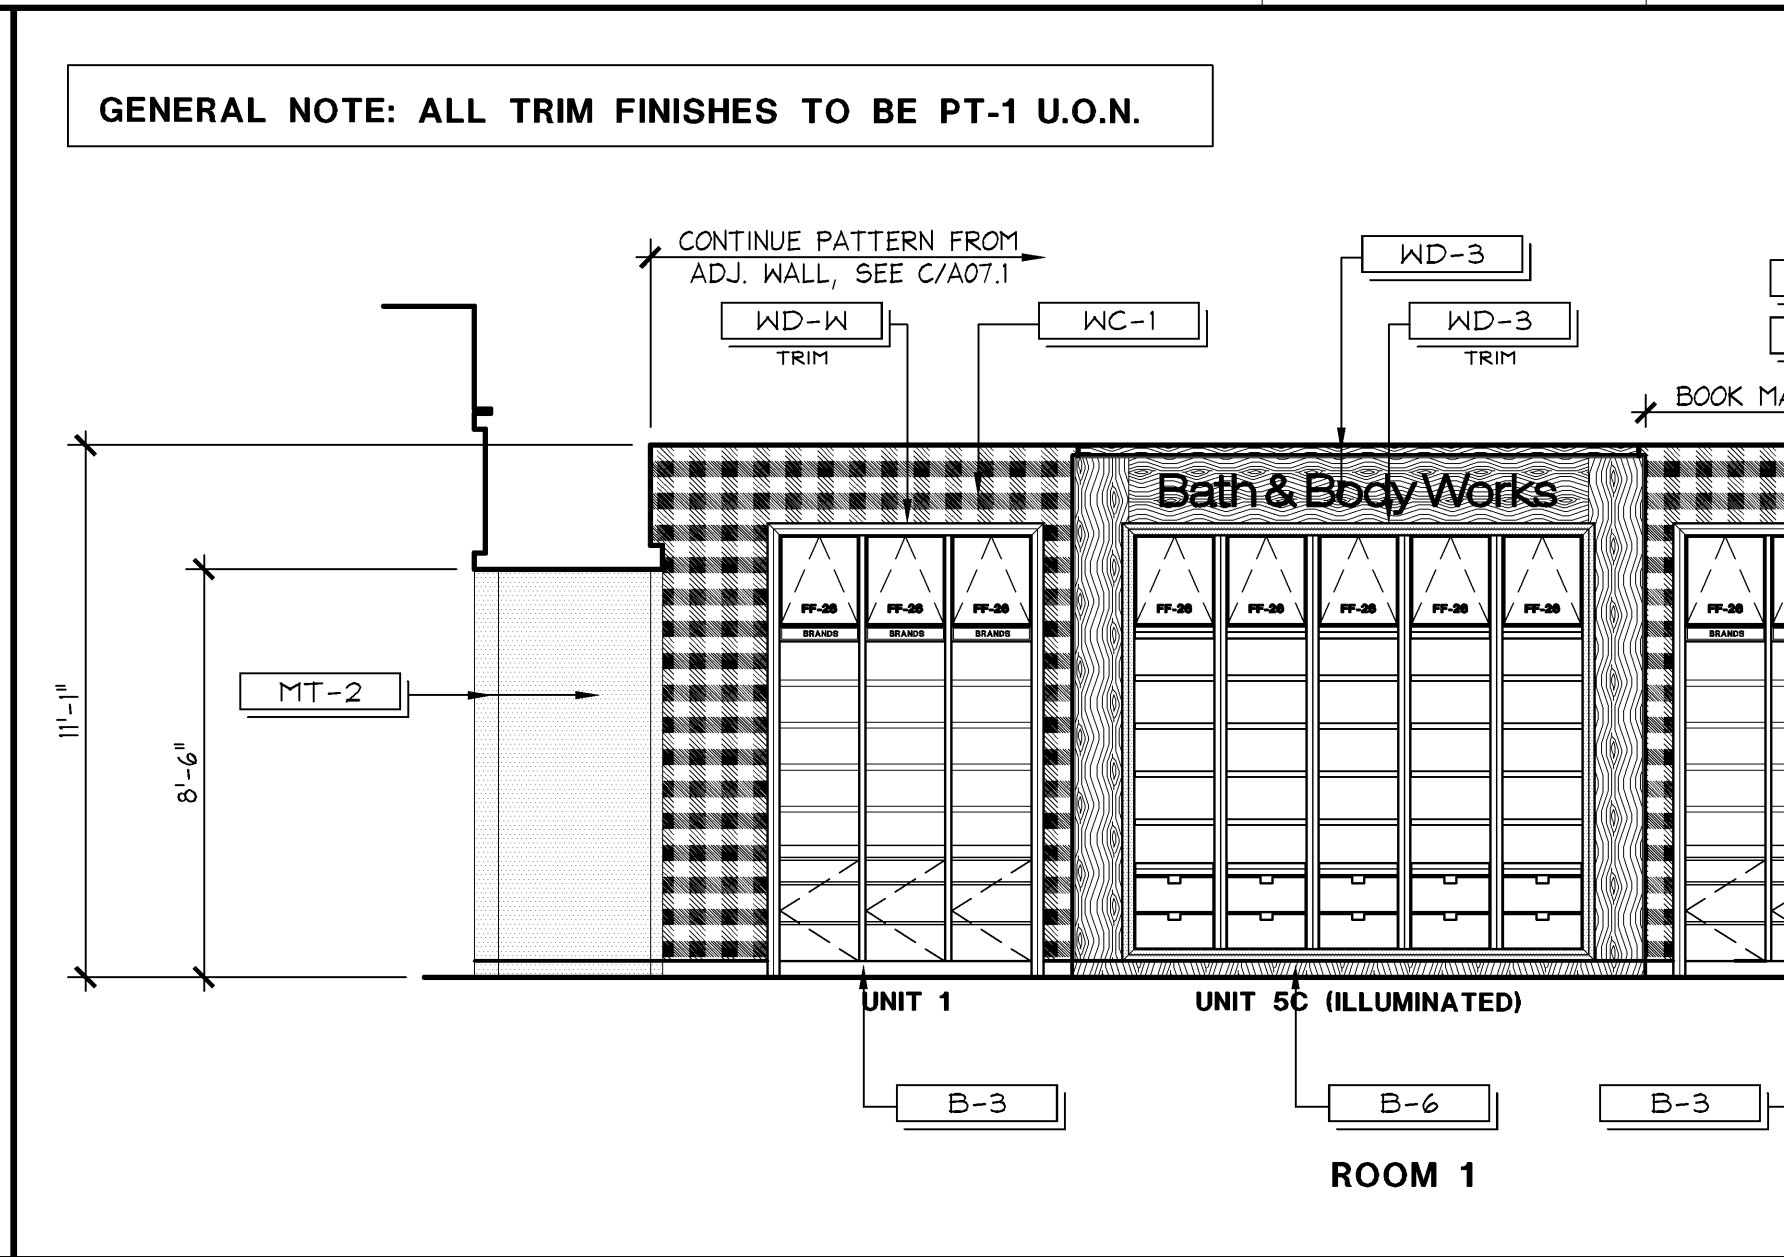 GENERAL NOTE: ALL TRIM FINISHES TO BE PT-1 U.O.N.
CONTINUE PATTERN FROM
ADJ. WALL, SEE C/A07.1
WD-3
WD-W
TRIM
WC-1
WD-3
TRIM
BOOK
Bath & Body Works
FF-26 FF-26 FF-26 FF-26 FF-26 FF-26 FF-26 FF-26 FF-26
BRANDS BRANDS BRANDS BRANDS
MT-2
11'-1"
8'-6"
UNIT 1
UNIT 5C (ILLUMINATED)
B-3
B-6
B-3
ROOM 1